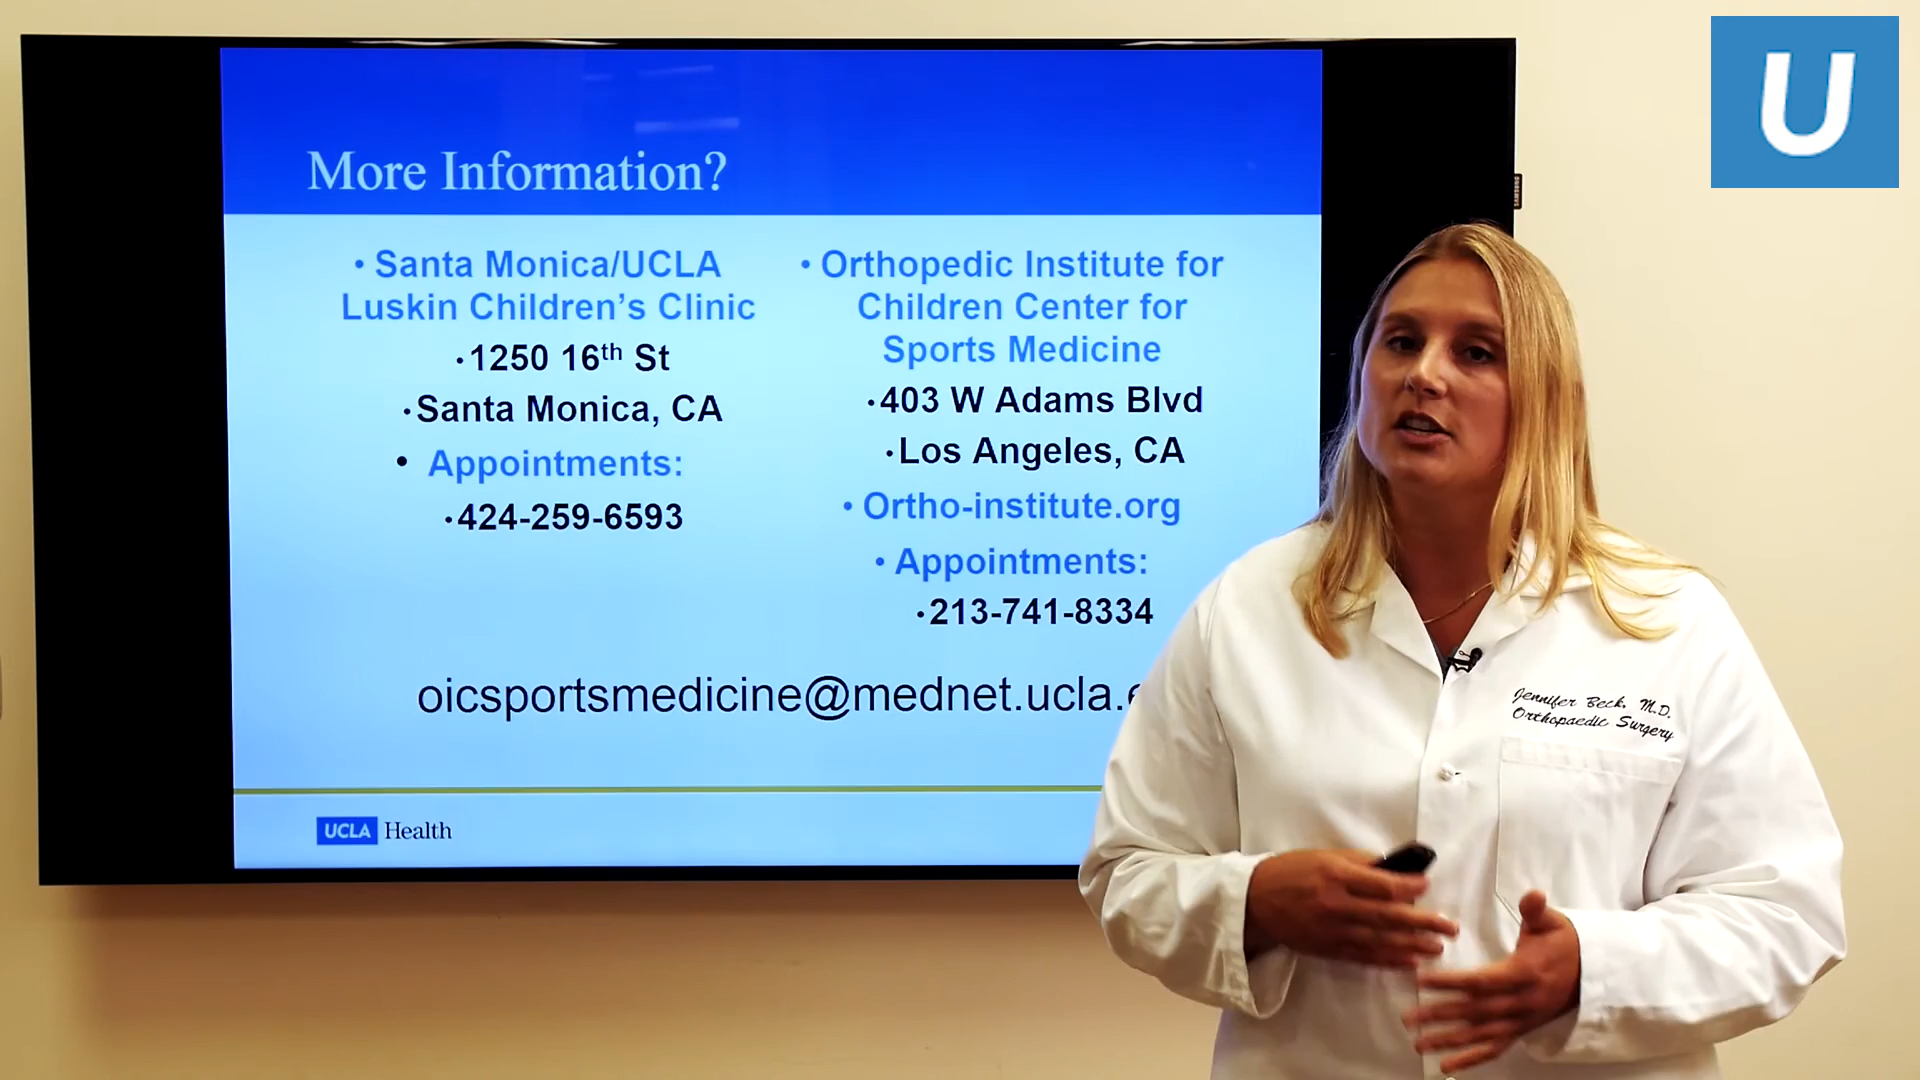 U
SAMSUNG
More Information?
• Santa Monica/UCLA
Luskin Children’s Clinic
•1250 16th St
•Santa Monica, CA
• Appointments:
•424-259-6593
• Orthopedic Institute for
Children Center for
Sports Medicine
•403 W Adams Blvd
•Los Angeles, CA
• Ortho-institute.org
• Appointments:
•213-741-8334
oicsportsmedicine@mednet.ucla.e
UCLA Health
Jennifer Beck, M.D.
Orthopaedic Surgery